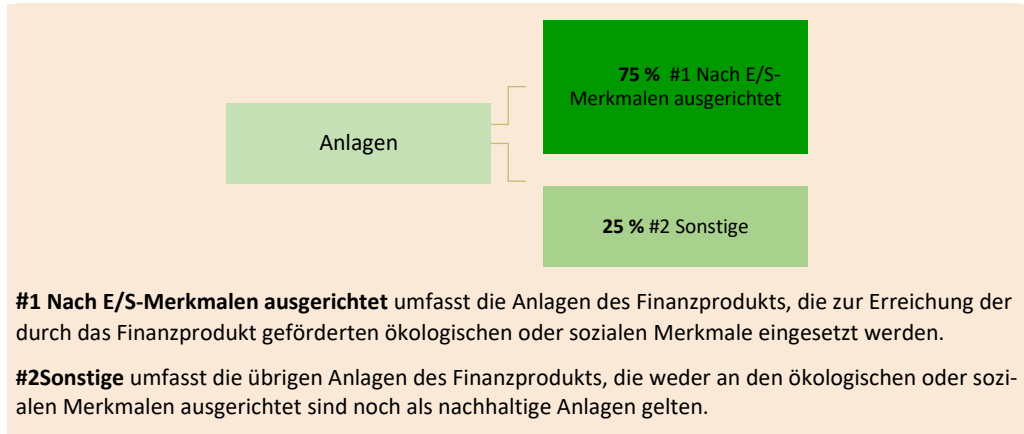 75 % #1 Nach E/S-
Merkmalen ausgerichtet
Anlagen
25 % #2 Sonstige
#1 Nach E/S-Merkmalen ausgerichtet umfasst die Anlagen des Finanzprodukts, die zur Erreichung der
durch das Finanzprodukt geförderten ökologischen oder sozialen Merkmale eingesetzt werden.
#2Sonstige umfasst die übrigen Anlagen des Finanzprodukts, die weder an den ökologischen oder sozi-
alen Merkmalen ausgerichtet sind noch als nachhaltige Anlagen gelten.